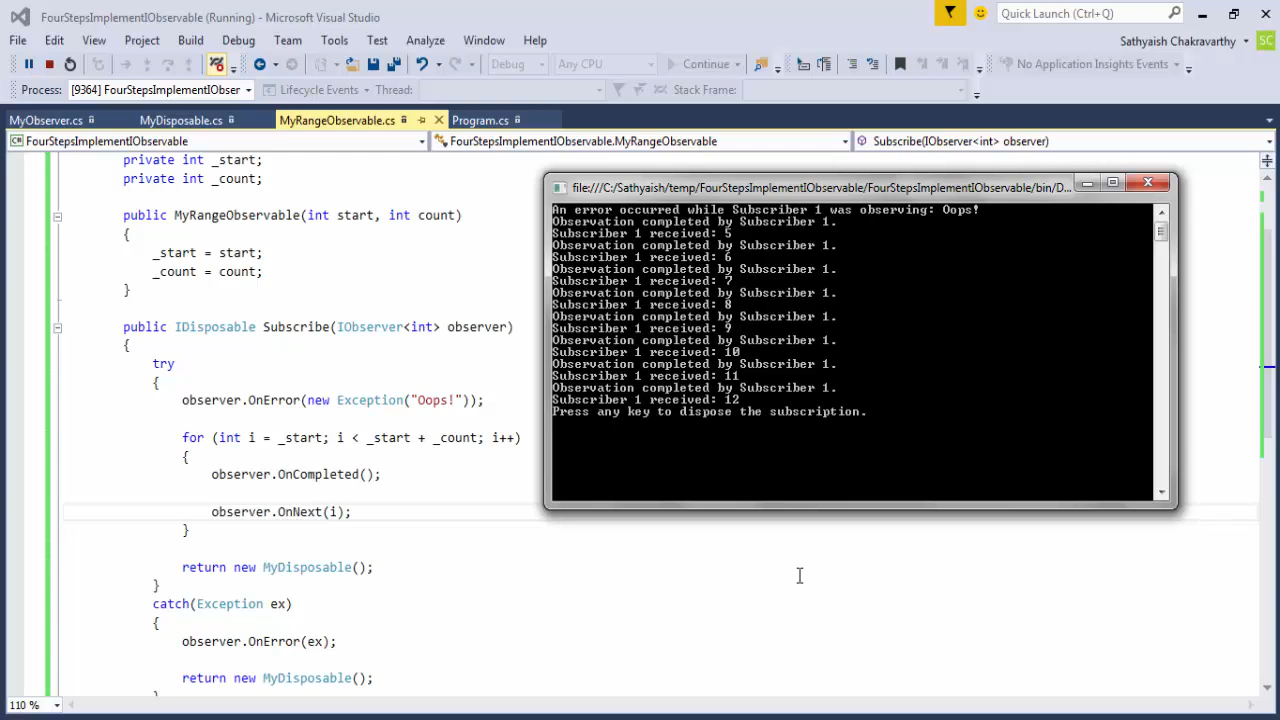 FourStepsImplementIObservable (Running) - Microsoft Visual Studio
Quick Launch (Ctrl+Q)
File Edit View Project Build Debug Team Tools Test Analyze Window Help
Sathyaish Chakravarthy SC
Debug Any CPU Continue No Application Insights Events
Process: [9364] FourStepsImplementIObser Lifecycle Events Thread: Stack Frame:
MyObserver.cs MyDisposable.cs MyRangeObservable.cs Program.cs
FourStepsImplementIObservable FourStepsImplementIObservable.MyRangeObservable Subscribe(IObserver<int> observer)
private int _start;
private int _count;
public MyRangeObservable(int start, int count)
{
_start = start;
_count = count;
}
public IDisposable Subscribe(IObserver<int> observer)
{
try
{
observer.OnError(new Exception("Oops!"));
for (int i = _start; i < _start + _count; i++)
{
observer.OnCompleted();
observer.OnNext(i);
}
return new MyDisposable();
}
catch(Exception ex)
{
observer.OnError(ex);
return new MyDisposable();
110 %
file:///C:/Sathyaish/temp/FourStepsImplementIObservable/FourStepsImplementIObservable/bin/D...
An error occurred while Subscriber 1 was observing: Oops!
Observation completed by Subscriber 1.
Subscriber 1 received: 5
Observation completed by Subscriber 1.
Subscriber 1 received: 6
Observation completed by Subscriber 1.
Subscriber 1 received: 7
Observation completed by Subscriber 1.
Subscriber 1 received: 8
Observation completed by Subscriber 1.
Subscriber 1 received: 9
Observation completed by Subscriber 1.
Subscriber 1 received: 10
Observation completed by Subscriber 1.
Subscriber 1 received: 11
Observation completed by Subscriber 1.
Subscriber 1 received: 12
Press any key to dispose the subscription.